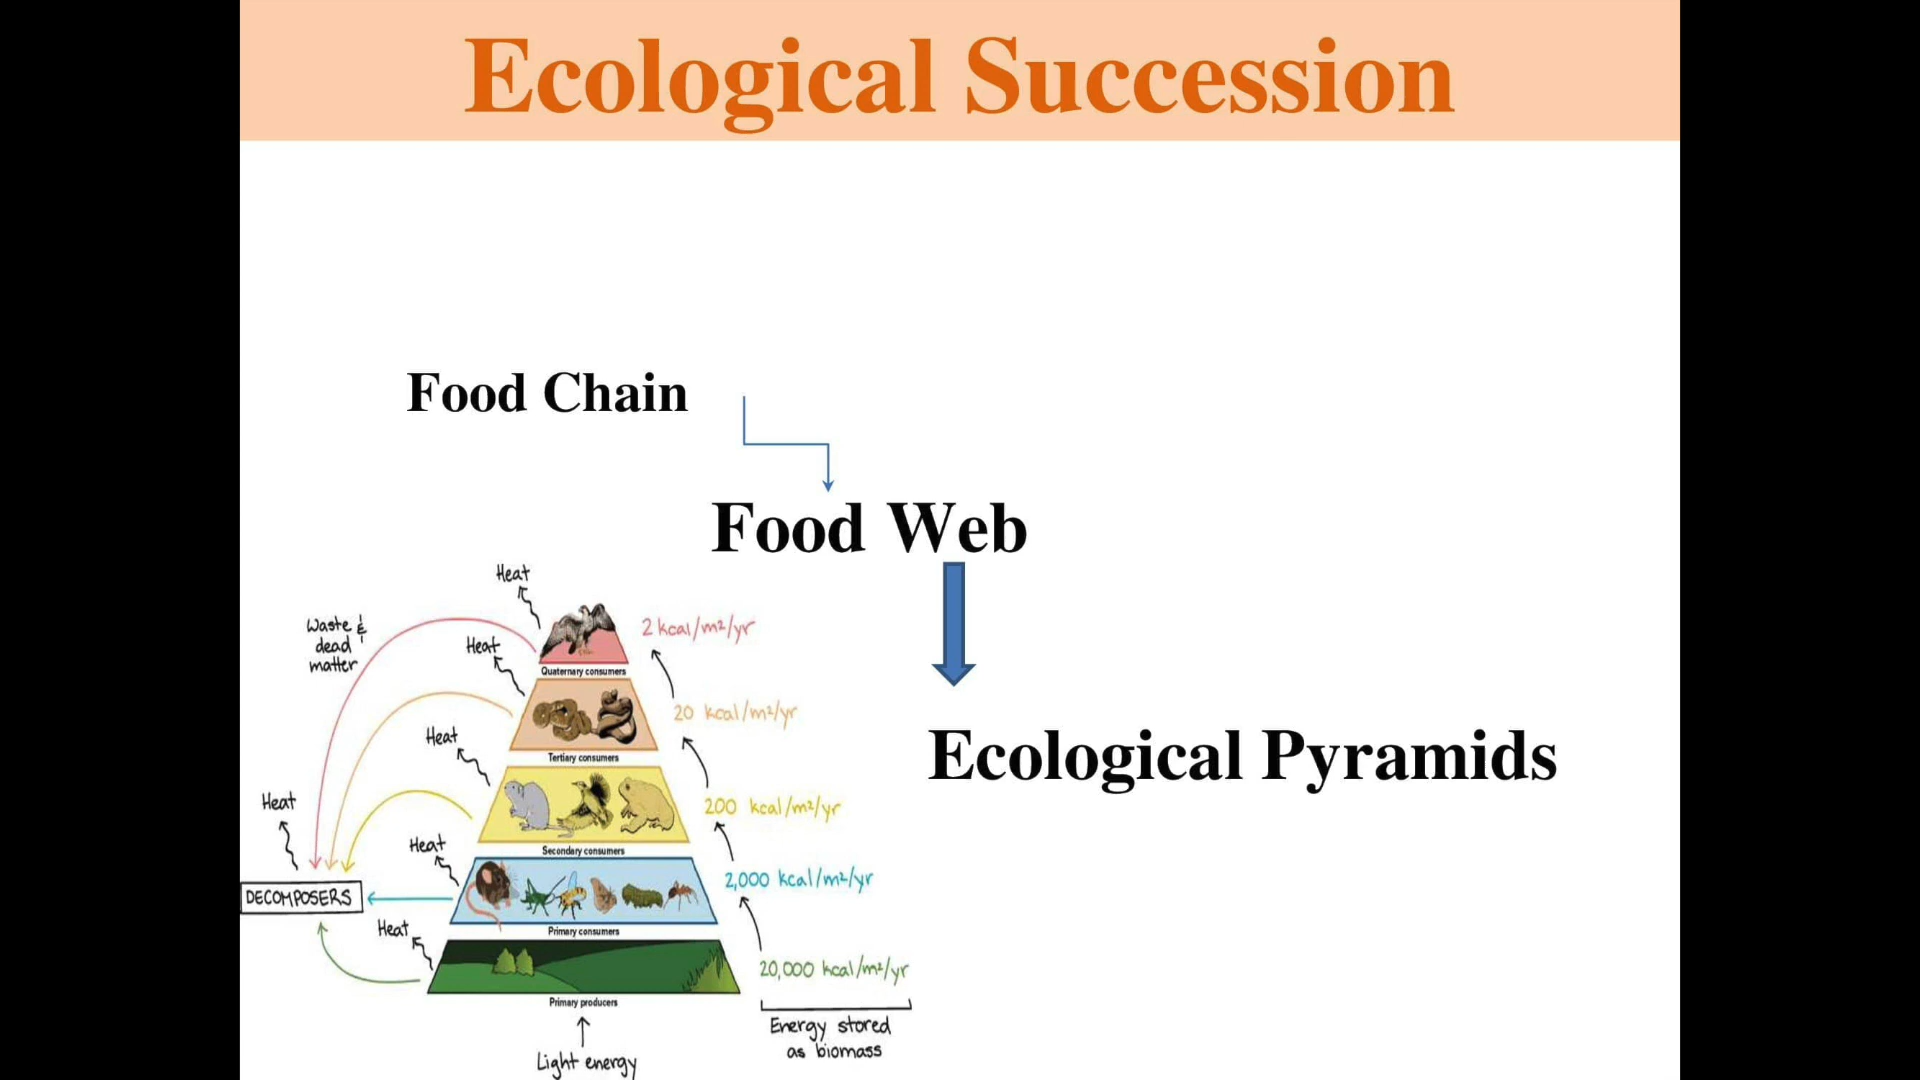 Ecological Succession
Food Chain
Food Web
Ecological Pyramids
Heat
Waste &
dead
matter
2 kcal/m²/yr
Heat
Quaternary consumers
20 kcal/m²/yr
Heat
Tertiary consumers
Heat
200 kcal/m²/yr
Heat
Secondary consumers
2,000 kcal/m²/yr
DECOMPOSERS
Heat
Primary consumers
20,000 kcal/m²/yr
Primary producers
Energy stored
as biomass
Light energy